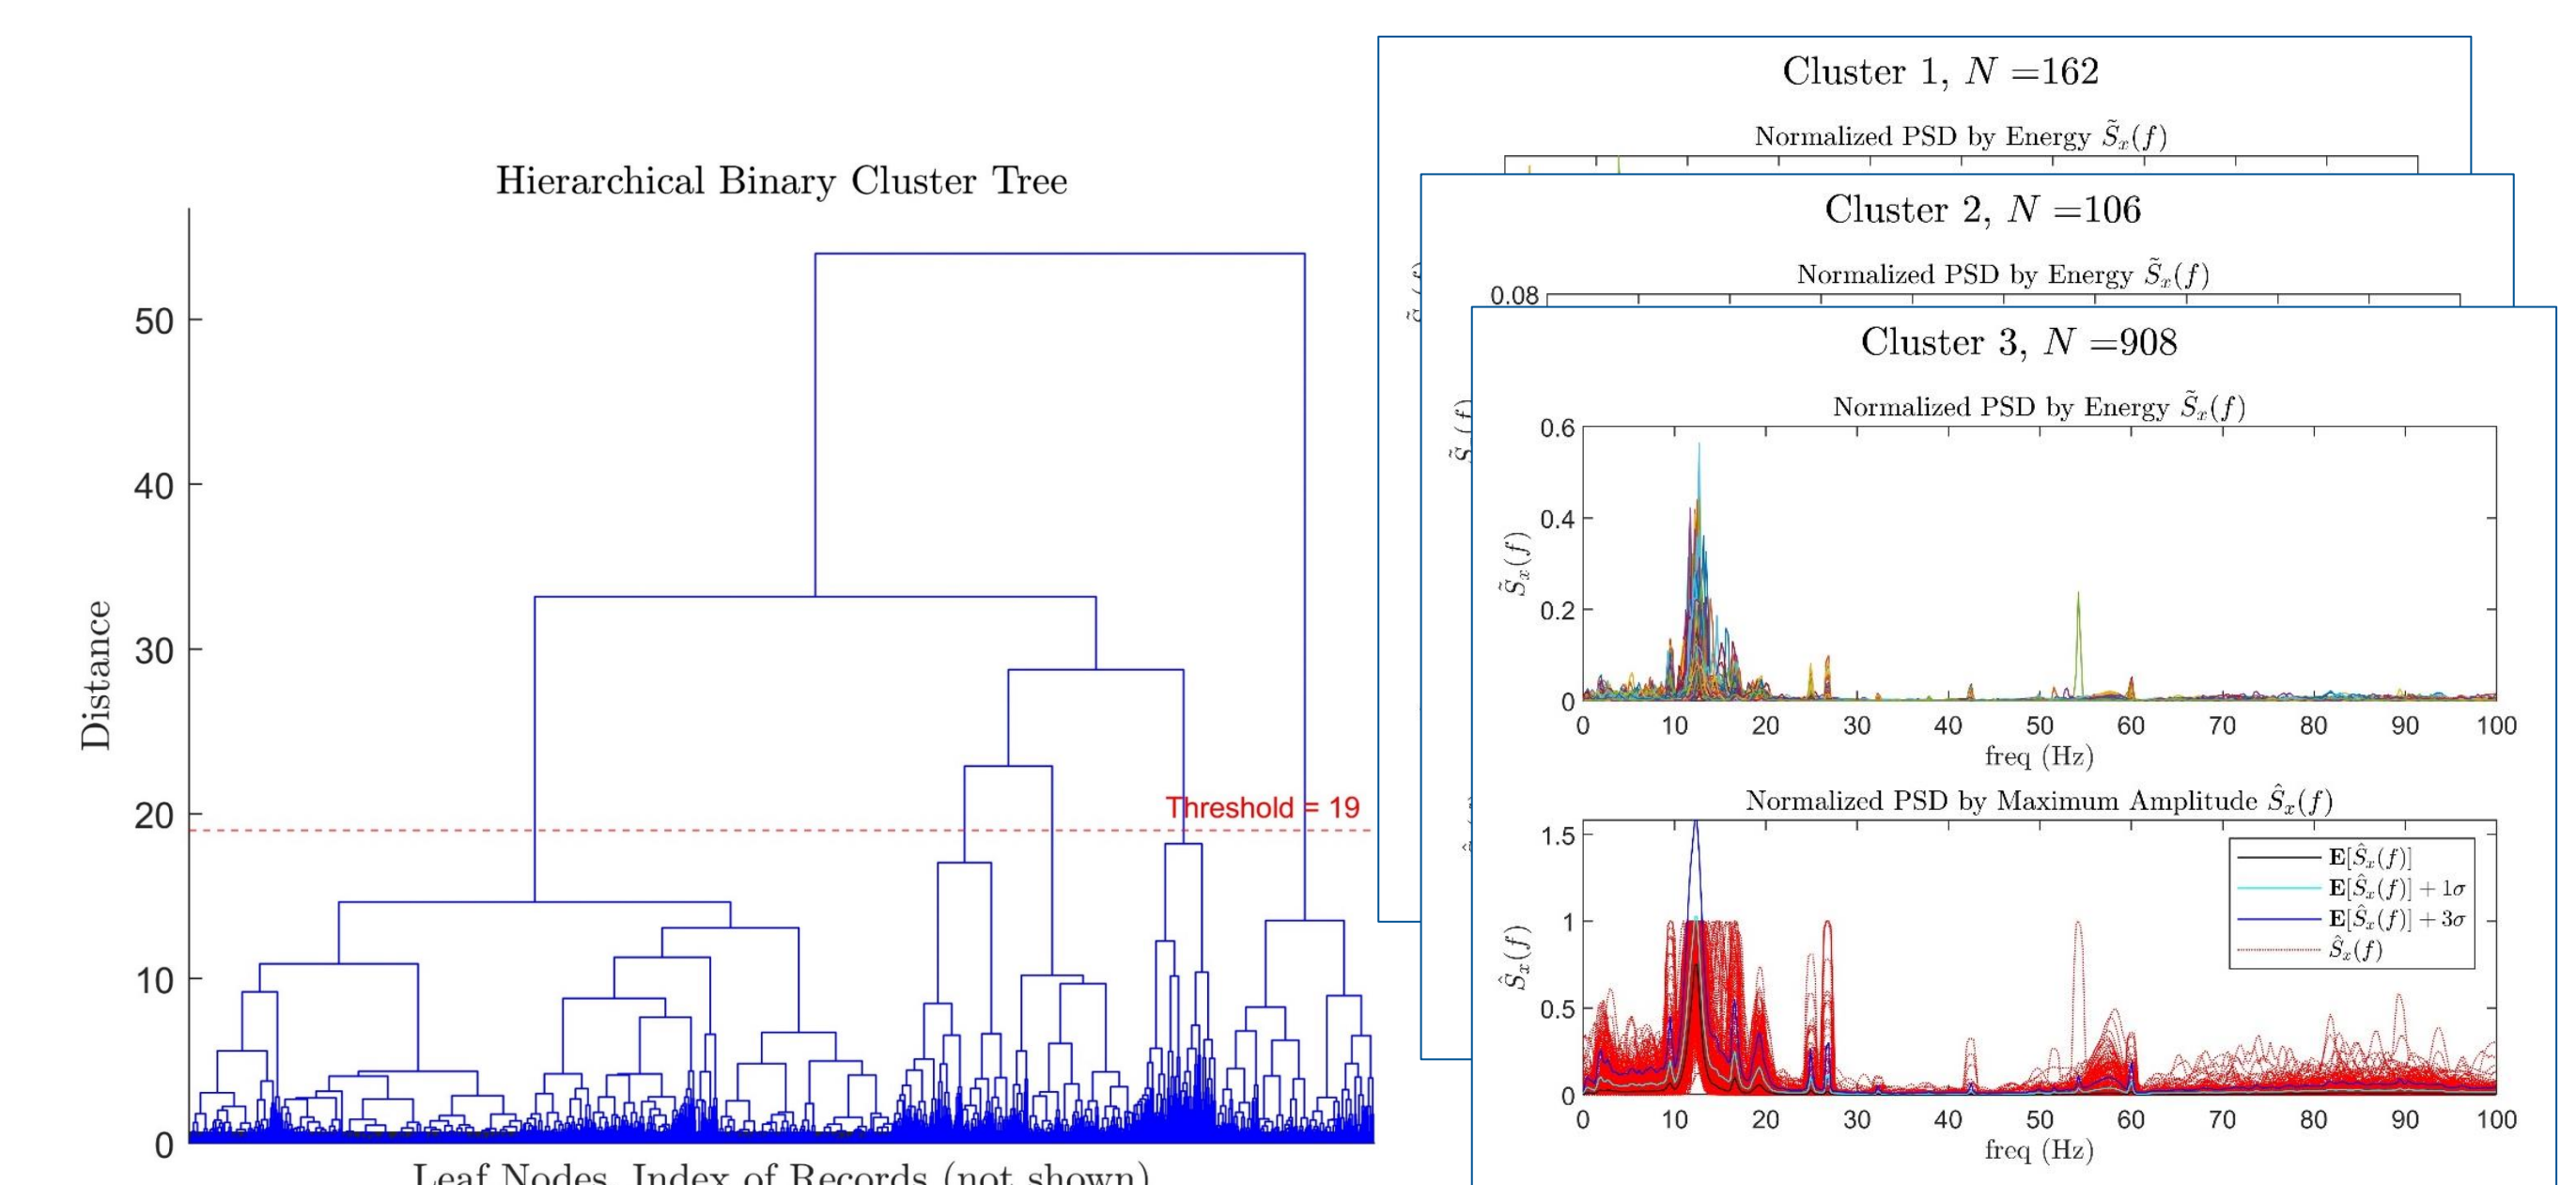 Hierarchical Binary Cluster Tree
50
40
30
20
10
0
Distance
Threshold = 19
Leaf Nodes, Index of Records (not shown)
Cluster 1, N =162
Normalized PSD by Energy S̃ₓ(f)
Cluster 2, N =106
Normalized PSD by Energy S̃ₓ(f)
0.08
Cluster 3, N =908
Normalized PSD by Energy S̃ₓ(f)
0.6
0.4
0.2
0
S̃ₓ(f)
0 10 20 30 40 50 60 70 80 90 100
freq (Hz)
Normalized PSD by Maximum Amplitude Ŝₓ(f)
1.5
1
0.5
0
Ŝₓ(f)
E[Ŝₓ(f)]
E[Ŝₓ(f)] + 1σ
E[Ŝₓ(f)] + 3σ
Ŝₓ(f)
0 10 20 30 40 50 60 70 80 90 100
freq (Hz)